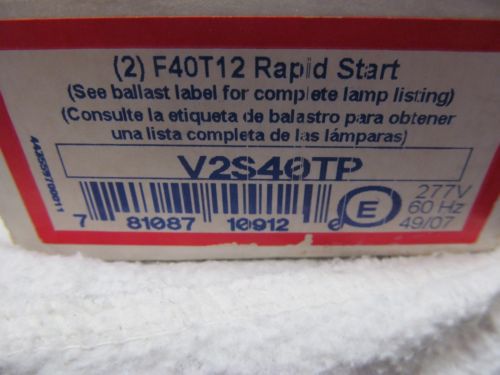 (2) F40T12 Rapid Start
(See ballast label for complete lamp listing)
(Consulte la etiqueta de balastro para obtener
una lista completa de las lámparas)
V2S40TP
7 81087 10912 6
E
277V
60 Hz
49/07